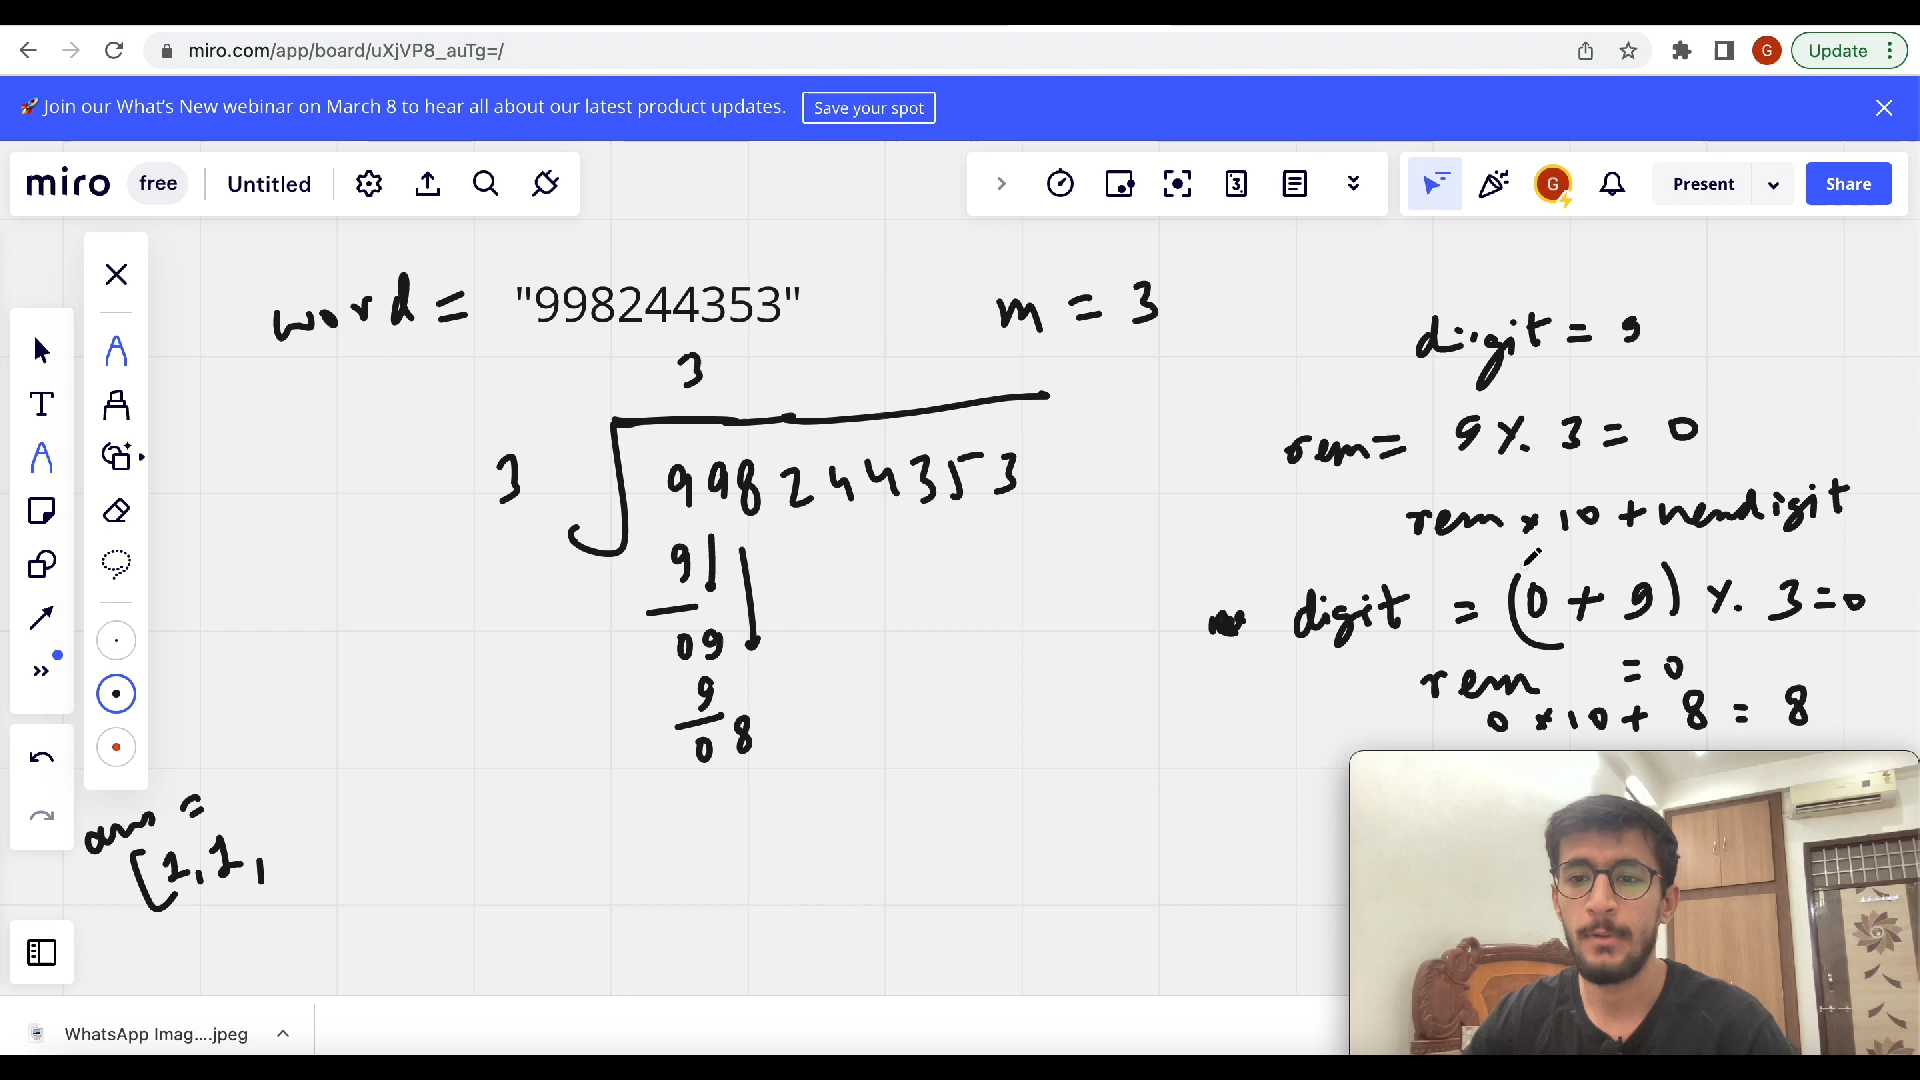 miro.com/app/board/uXjVP8_auTg=/
G
Update
🚀 Join our What's New webinar on March 8 to hear all about our latest product updates.
Save your spot
miro
free
Untitled
3
G
Present
Share
word = "998244353"
m = 3
3
3
998244353
9
09
9
08
digit = 9
rem = 9 % 3 = 0
rem * 10 +
digit = (0 + 9) % 3 = 0
rem = 0
0 * 10 + 8 = 8
T
ans =
[1, 1,
WhatsApp Imag....jpeg